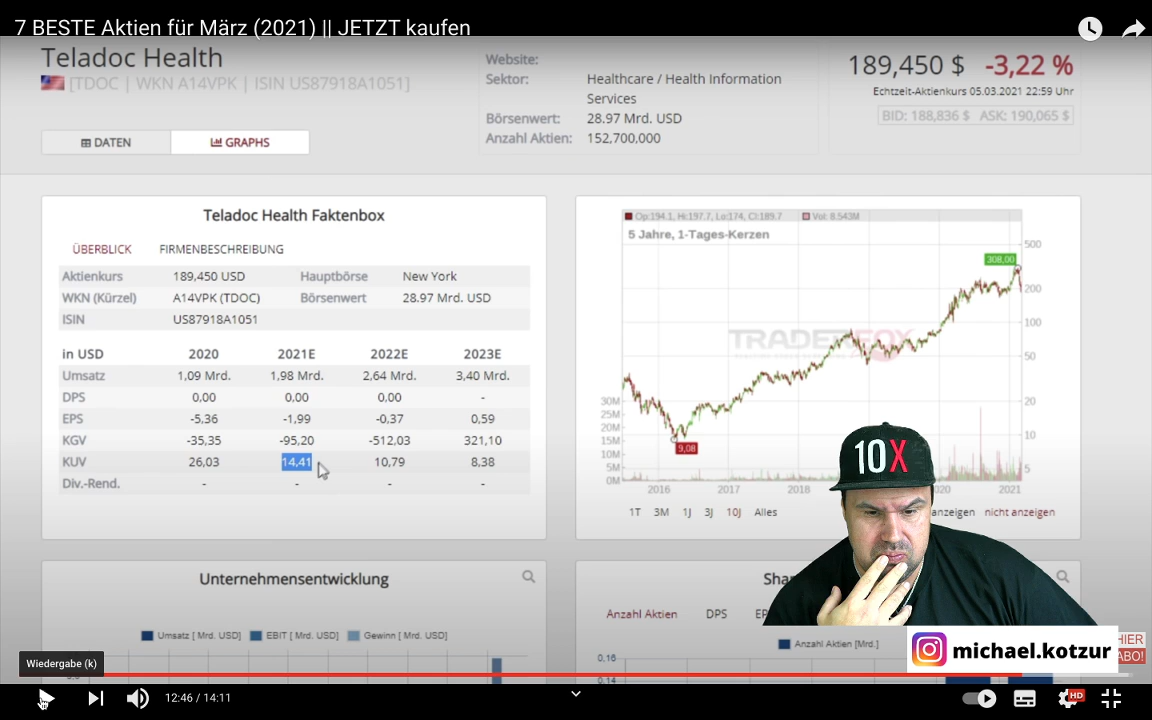 7 BESTE Aktien für März (2021) || JETZT kaufen
Teladoc Health
[TDOC | WKN A14VPK | ISIN US87918A1051]
DATEN
GRAPHS
Website:
Sektor: Healthcare / Health Information Services
Börsenwert: 28.97 Mrd. USD
Anzahl Aktien: 152,700,000
189,450 $ -3,22 %
Echtzeit-Aktienkurs 05.03.2021 22:59 Uhr
BID: 188,836 $ ASK: 190,065 $
Teladoc Health Faktenbox
ÜBERBLICK FIRMENBESCHREIBUNG
Aktienkurs 189,450 USD Hauptbörse New York
WKN (Kürzel) A14VPK (TDOC) Börsenwert 28.97 Mrd. USD
ISIN US87918A1051
in USD 2020 2021E 2022E 2023E
Umsatz 1,09 Mrd. 1,98 Mrd. 2,64 Mrd. 3,40 Mrd.
DPS 0,00 0,00 0,00 -
EPS -5,36 -1,99 -0,37 0,59
KGV -35,35 -95,20 -512,03 321,10
KUV 26,03 14,41 10,79 8,38
Div.-Rend. - - - -
Op:194.1, Hi:197.7, Lo:174, Cl:189.7 Vol: 8.543M
5 Jahre, 1-Tages-Kerzen
308,00
500
200
100
50
20
10
5
TRADERFOX
30M
25M
20M
15M
10M
5M
0M
9,08
2016 2017 2018 2020 2021
1T 3M 1J 3J 10J Alles
anzeigen nicht anzeigen
10X
Unternehmensentwicklung
Umsatz [ Mrd. USD] EBIT [ Mrd. USD] Gewinn [ Mrd. USD]
Shar
Anzahl Aktien DPS EP
Anzahl Aktien [Mrd.]
0,16
0,14
michael.kotzur
HIER
ABO!
Wiedergabe (k)
12:46 / 14:11
HD